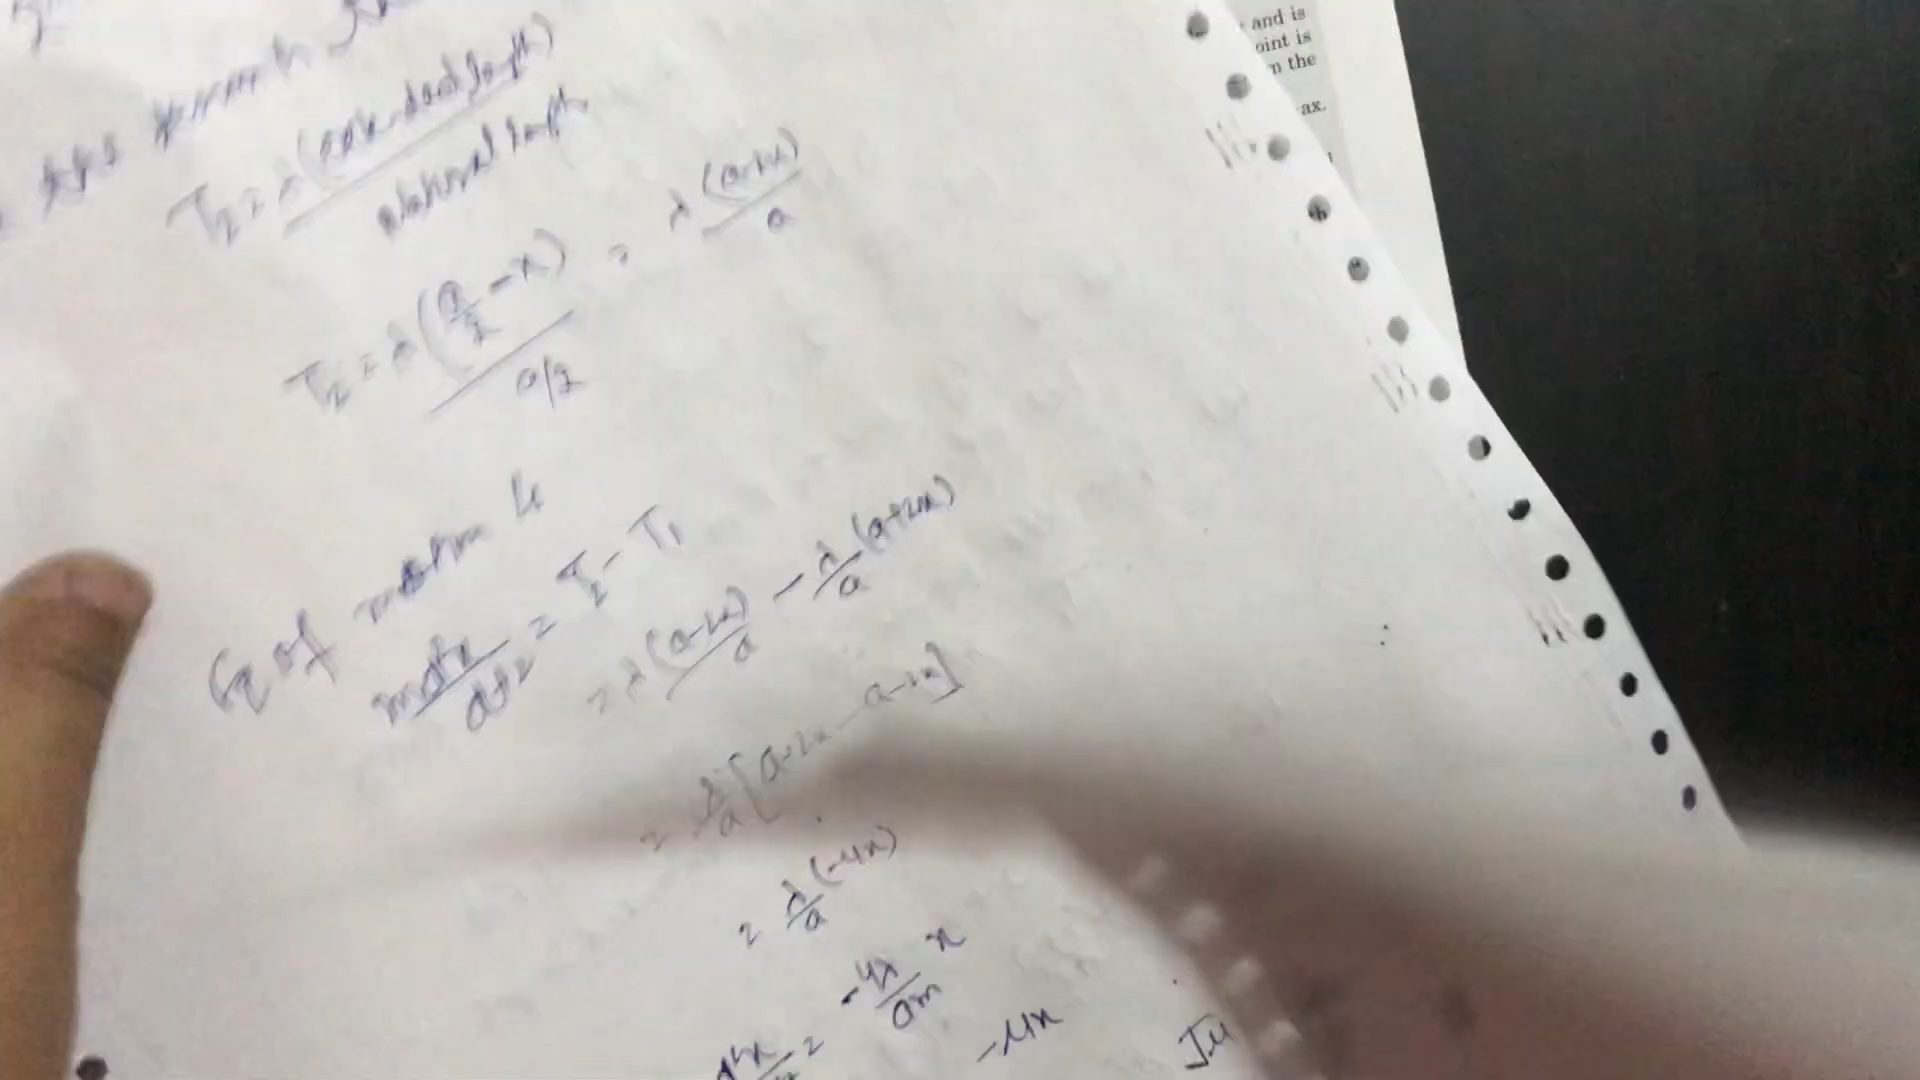 T₂ = λ (extended length) / natural length
T₂ = λ (a/2 - x) / a/2 = λ (a-2x) / a
Eq of motion is
m d²x / dt² = T₂ - T₁
= λ (a-2x) / a - λ/a (a+2x)
= λ/a [a-2x-a-2x]
= λ/a (-4x)
d²x = -4λ/am x
-μx
√μ
and is
oint is
n the
ax.